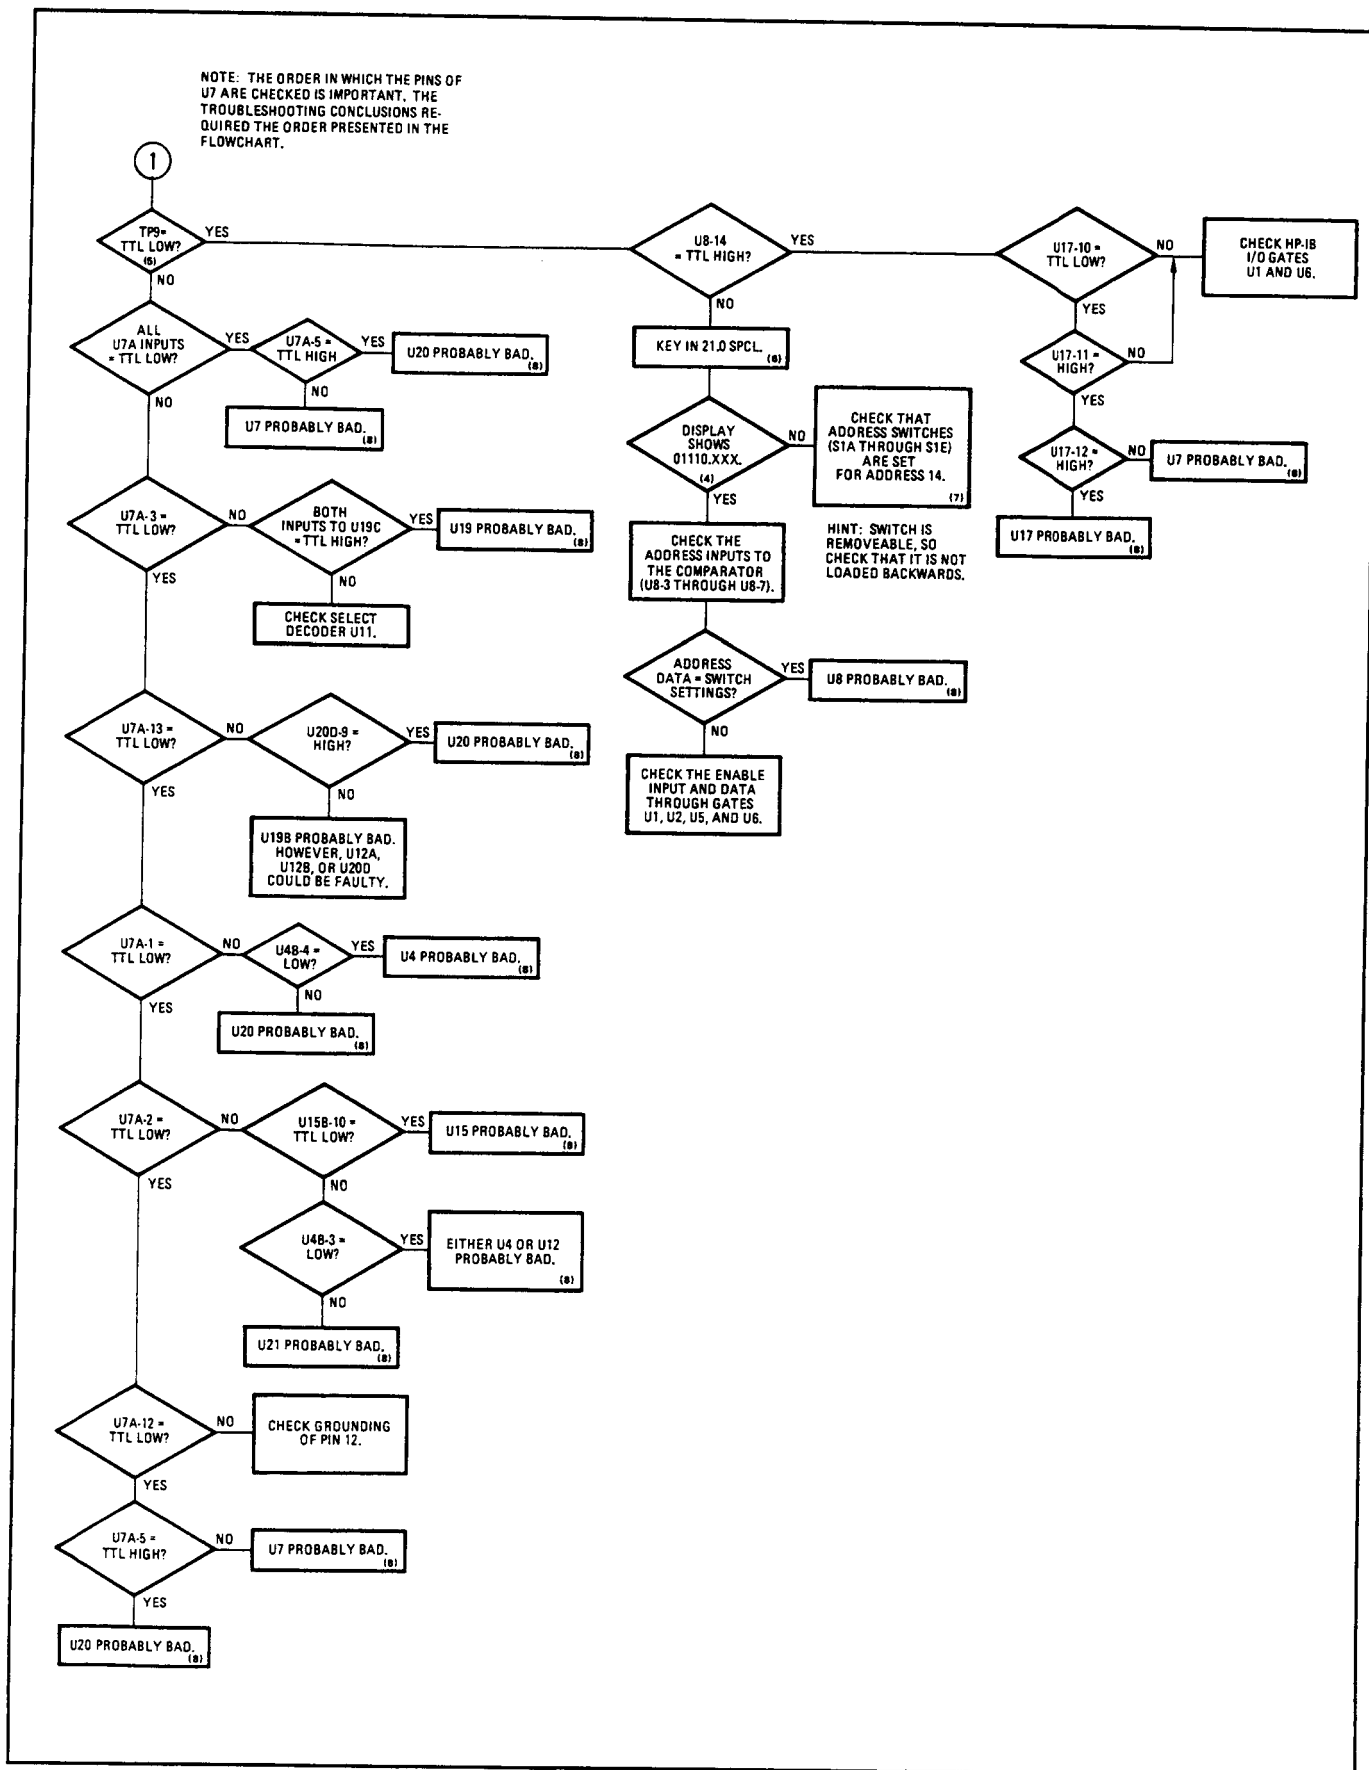 NOTE: THE ORDER IN WHICH THE PINS OF
U7 ARE CHECKED IS IMPORTANT. THE
TROUBLESHOOTING CONCLUSIONS RE-
QUIRED THE ORDER PRESENTED IN THE
FLOWCHART.
1
TP9=
TTL LOW?
(5)
YES
NO
U8-14
= TTL HIGH?
YES
NO
U17-10 =
TTL LOW?
NO
YES
CHECK HP-IB
I/O GATES
U1 AND U6.
ALL
U7A INPUTS
= TTL LOW?
YES
NO
U7A-5 =
TTL HIGH
YES
NO
U20 PROBABLY BAD.
(8)
U7 PROBABLY BAD.
(8)
KEY IN 21.0 SPCL.
(6)
U17-11 =
HIGH?
NO
YES
DISPLAY
SHOWS
01110.XXX.
(4)
NO
YES
CHECK THAT
ADDRESS SWITCHES
(S1A THROUGH S1E)
ARE SET
FOR ADDRESS 14.
(7)
HINT: SWITCH IS
REMOVEABLE, SO
CHECK THAT IT IS NOT
LOADED BACKWARDS.
U17-12 =
HIGH?
NO
YES
U7 PROBABLY BAD.
(8)
U17 PROBABLY BAD.
(8)
U7A-3 =
TTL LOW?
NO
YES
BOTH
INPUTS TO U19C
= TTL HIGH?
YES
NO
U19 PROBABLY BAD.
(8)
CHECK SELECT
DECODER U11.
CHECK THE
ADDRESS INPUTS TO
THE COMPARATOR
(U8-3 THROUGH U8-7).
ADDRESS
DATA = SWITCH
SETTINGS?
YES
NO
U8 PROBABLY BAD.
(8)
CHECK THE ENABLE
INPUT AND DATA
THROUGH GATES
U1, U2, U5, AND U6.
U7A-13 =
TTL LOW?
NO
YES
U20D-9 =
HIGH?
YES
NO
U20 PROBABLY BAD.
(8)
U19B PROBABLY BAD.
HOWEVER, U12A,
U12B, OR U20D
COULD BE FAULTY.
U7A-1 =
TTL LOW?
NO
YES
U4B-4 =
LOW?
YES
NO
U4 PROBABLY BAD.
(8)
U20 PROBABLY BAD.
(8)
U7A-2 =
TTL LOW?
NO
YES
U15B-10 =
TTL LOW?
YES
NO
U15 PROBABLY BAD.
(8)
U4B-3 =
LOW?
YES
NO
EITHER U4 OR U12
PROBABLY BAD.
(8)
U21 PROBABLY BAD.
(8)
U7A-12 =
TTL LOW?
NO
YES
CHECK GROUNDING
OF PIN 12.
U7A-5 =
TTL HIGH?
NO
YES
U7 PROBABLY BAD.
(8)
U20 PROBABLY BAD.
(8)